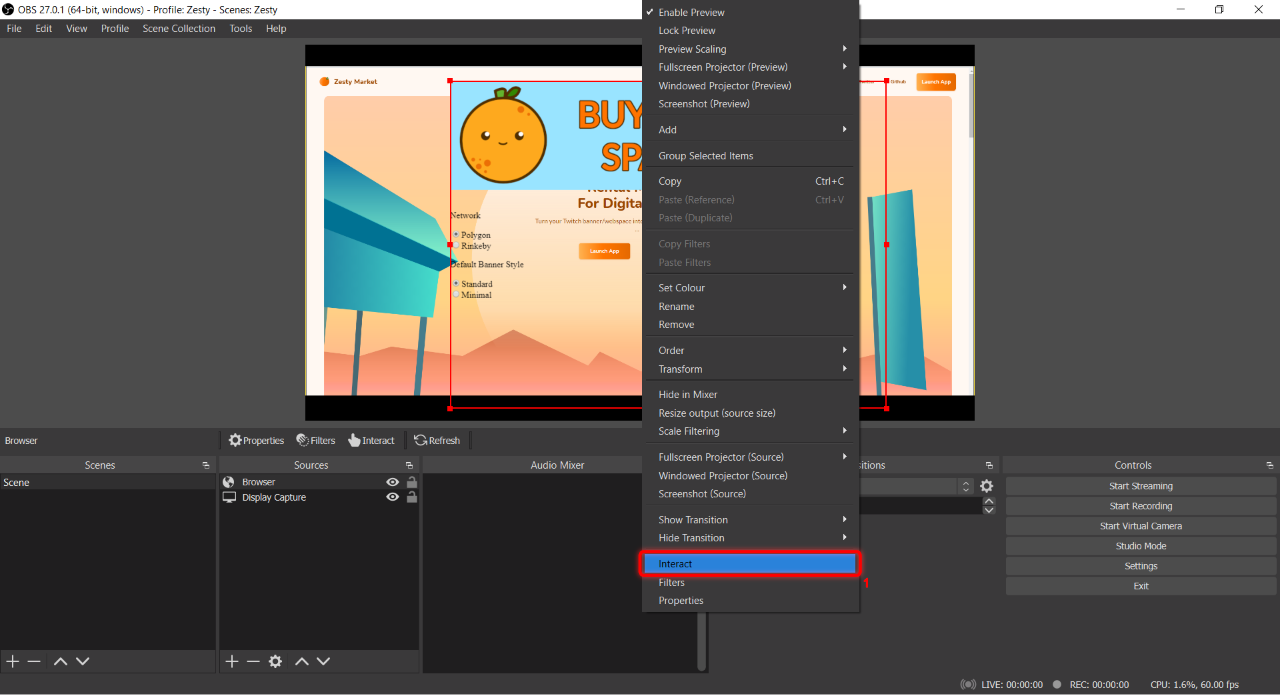 OBS 27.0.1 (64-bit, windows) - Profile: Zesty - Scenes: Zesty
File Edit View Profile Scene Collection Tools Help
Zesty Market
Github
Launch App
BUY
SPA
Rental M
For Digita
Turn your Twitch banner/webspace into
Launch App
Network
Polygon
Rinkeby
Default Banner Style
Standard
Minimal
Enable Preview
Lock Preview
Preview Scaling
Fullscreen Projector (Preview)
Windowed Projector (Preview)
Screenshot (Preview)
Add
Group Selected Items
Copy Ctrl+C
Paste (Reference) Ctrl+V
Paste (Duplicate)
Copy Filters
Paste Filters
Set Colour
Rename
Remove
Order
Transform
Hide in Mixer
Resize output (source size)
Scale Filtering
Fullscreen Projector (Source)
Windowed Projector (Source)
Screenshot (Source)
Show Transition
Hide Transition
Interact
1
Filters
Properties
Browser
Properties Filters Interact Refresh
Scenes
Scene
Sources
Browser
Display Capture
Audio Mixer
itions
Controls
Start Streaming
Start Recording
Start Virtual Camera
Studio Mode
Settings
Exit
LIVE: 00:00:00 REC: 00:00:00 CPU: 1.6%, 60.00 fps